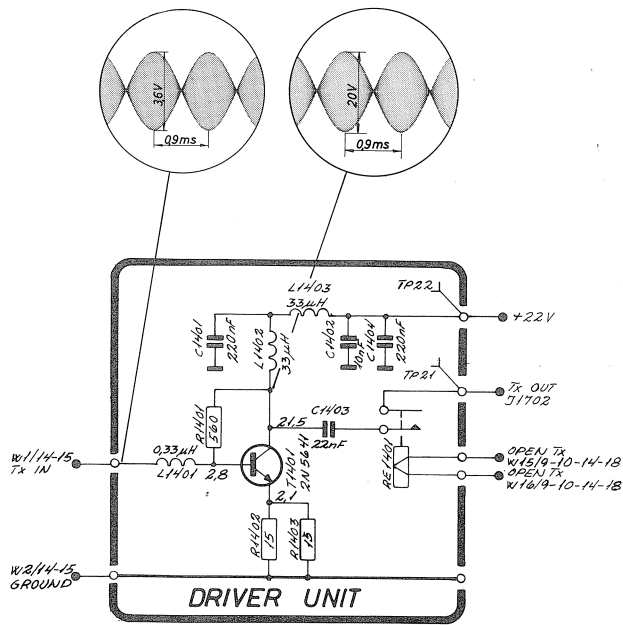 3,6V
0,9ms
20V
0,9ms
L1403
33µH
TP22
+22V
C1401
220nF
L1402
33µH
C1402
10nF
C1404
220nF
TP21
TX OUT
J1702
R1401
560
21,5
C1403
22nF
W1/14-15
TX IN
0,33µH
L1401
2,8
T1401
2N5641
RE1401
OPEN TX
W15/9-10-14-18
OPEN TX
W16/9-10-14-18
2,1
R1402
15
R1403
15
W2/14-15
GROUND
DRIVER UNIT